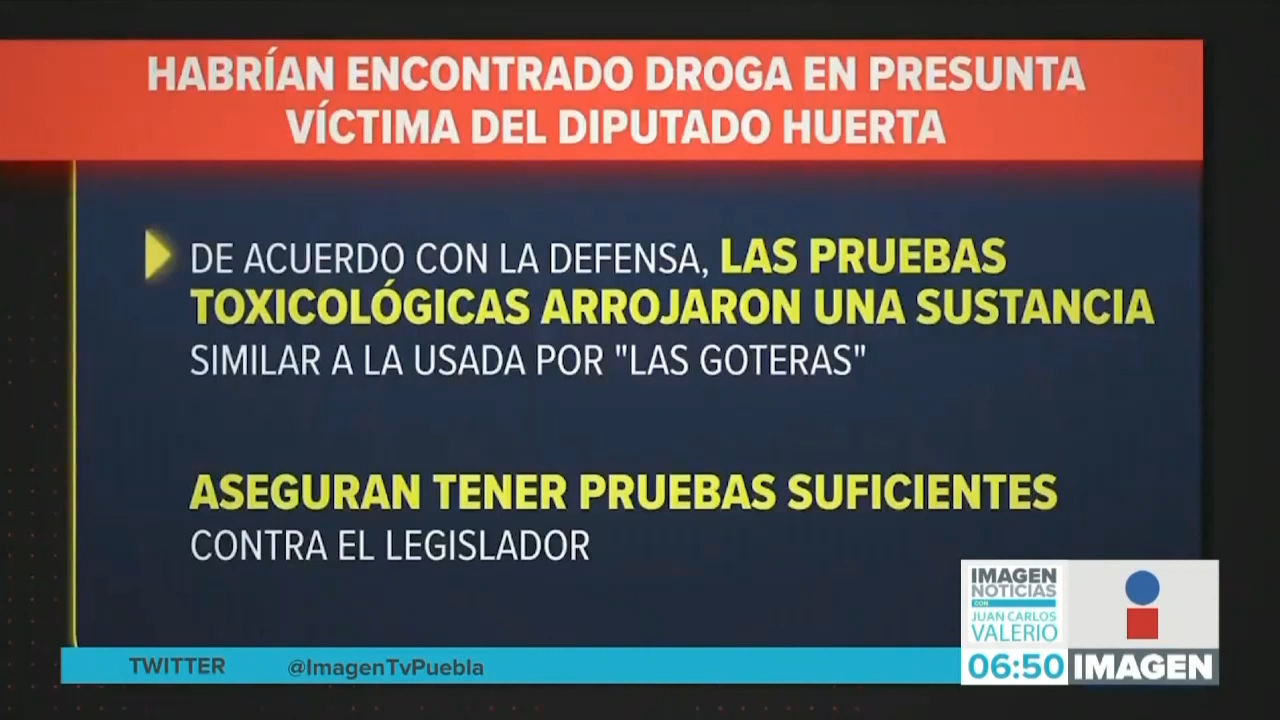 HABRÍAN ENCONTRADO DROGA EN PRESUNTA
VÍCTIMA DEL DIPUTADO HUERTA
DE ACUERDO CON LA DEFENSA, LAS PRUEBAS
TOXICOLÓGICAS ARROJARON UNA SUSTANCIA
SIMILAR A LA USADA POR "LAS GOTERAS"
ASEGURAN TENER PRUEBAS SUFICIENTES
CONTRA EL LEGISLADOR
IMAGEN
NOTICIAS
CON
JUAN CARLOS
VALERIO
TWITTER @ImagenTvPuebla
06:50 IMAGEN